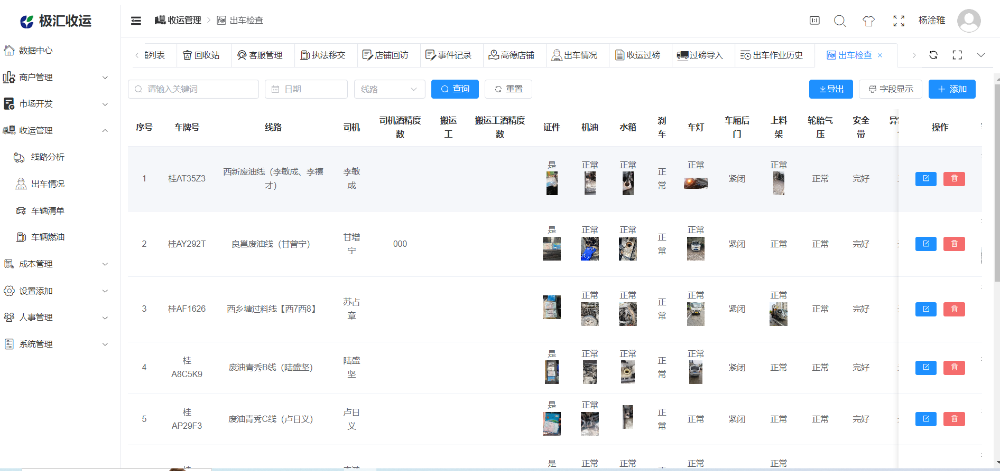 极汇收运
收运管理 > 出车检查
杨淦雅
数据中心
商户管理
市场开发
收运管理
线路分析
出车情况
车辆清单
车辆燃油
成本管理
设置添加
人事管理
系统管理
列表 回收站 客服管理 执法移交 店铺回访 事件记录 高德店铺 出车情况 收运过磅 过磅导入 出车作业历史 出车检查 ×
请输入关键词 日期 线路 查询 重置 导出 字段显示 + 添加
序号 车牌号 线路 司机 司机酒精度数 搬运工 搬运工酒精度数 证件 机油 水箱 刹车 车灯 车厢后门 上料架 轮胎气压 安全带 操作
1 桂AT35Z3 西新废油线（李敏成、李禧才） 李敏成 是 正常 正常 正常 正常 紧闭 正常 正常 完好
2 桂AY292T 良邕废油线（甘曾宁） 甘增宁 000 是 正常 正常 正常 正常 紧闭 正常 正常 完好
3 桂AF1626 西乡塘过料线【西7西8】 苏占章 正常 正常 正常 正常 紧闭 正常 正常 完好
4 桂A8C5K9 废油青秀B线（陆盛坚） 陆盛坚 是 正常 正常 正常 正常 紧闭 正常 正常 完好
5 桂AP29F3 废油青秀C线（卢日义） 卢日义 是 正常 正常 正常 紧闭 正常 正常 完好
是 正常 正常 正常 正常